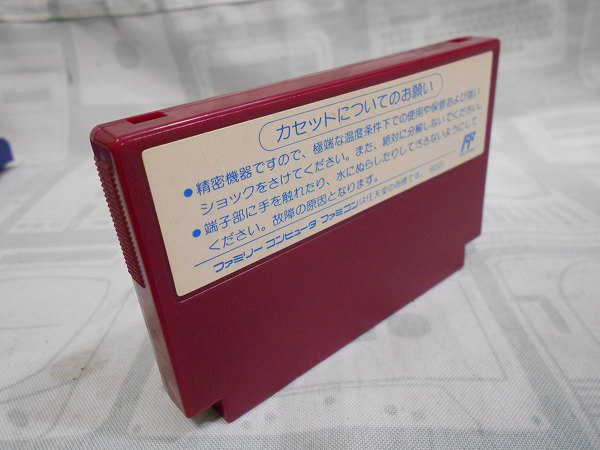 カセットについてのお願い
●精密機器ですので、極端な温度条件下での使用や保管および強い
ショックをさけてください。また、絶対に分解しないでください。
●端子部に手を触れたり、水にぬらしたりして汚さないようにして
ください。故障の原因となります。
ファミリーコンピュータ・ファミコンは任天堂の商標です。
FF